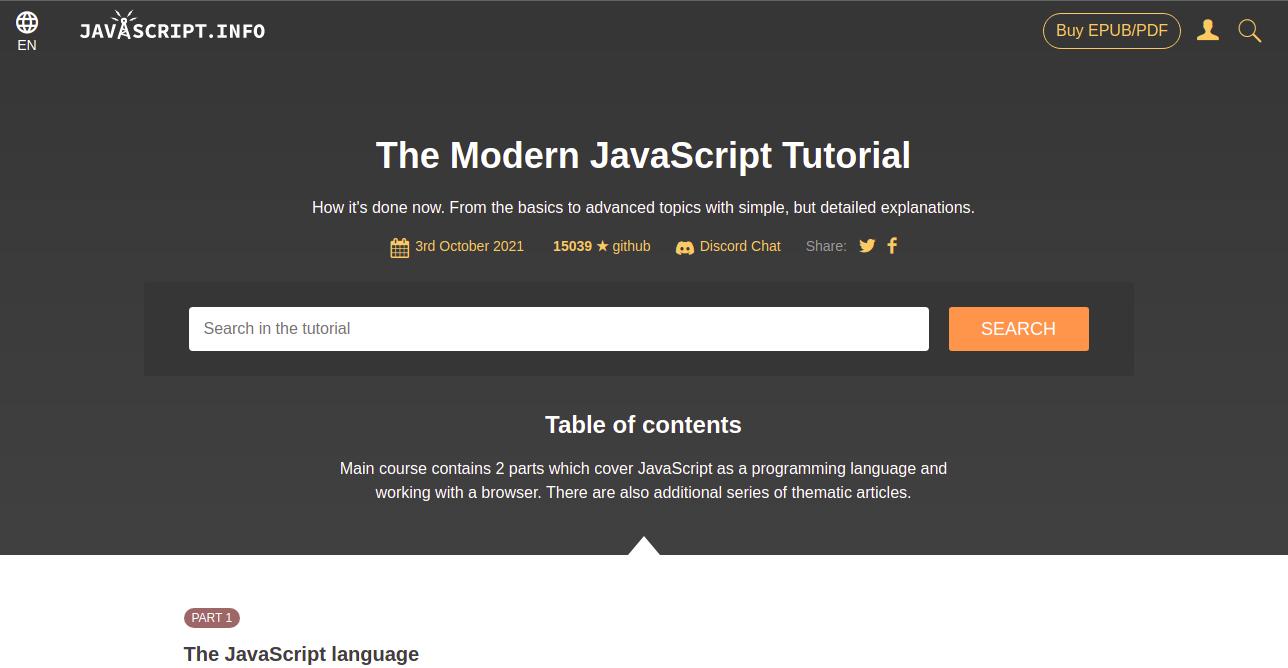 EN
JAVASCRIPT.INFO
Buy EPUB/PDF
The Modern JavaScript Tutorial
How it's done now. From the basics to advanced topics with simple, but detailed explanations.
3rd October 2021 15039 ★ github Discord Chat Share:
Search in the tutorial
SEARCH
Table of contents
Main course contains 2 parts which cover JavaScript as a programming language and
working with a browser. There are also additional series of thematic articles.
PART 1
The JavaScript language